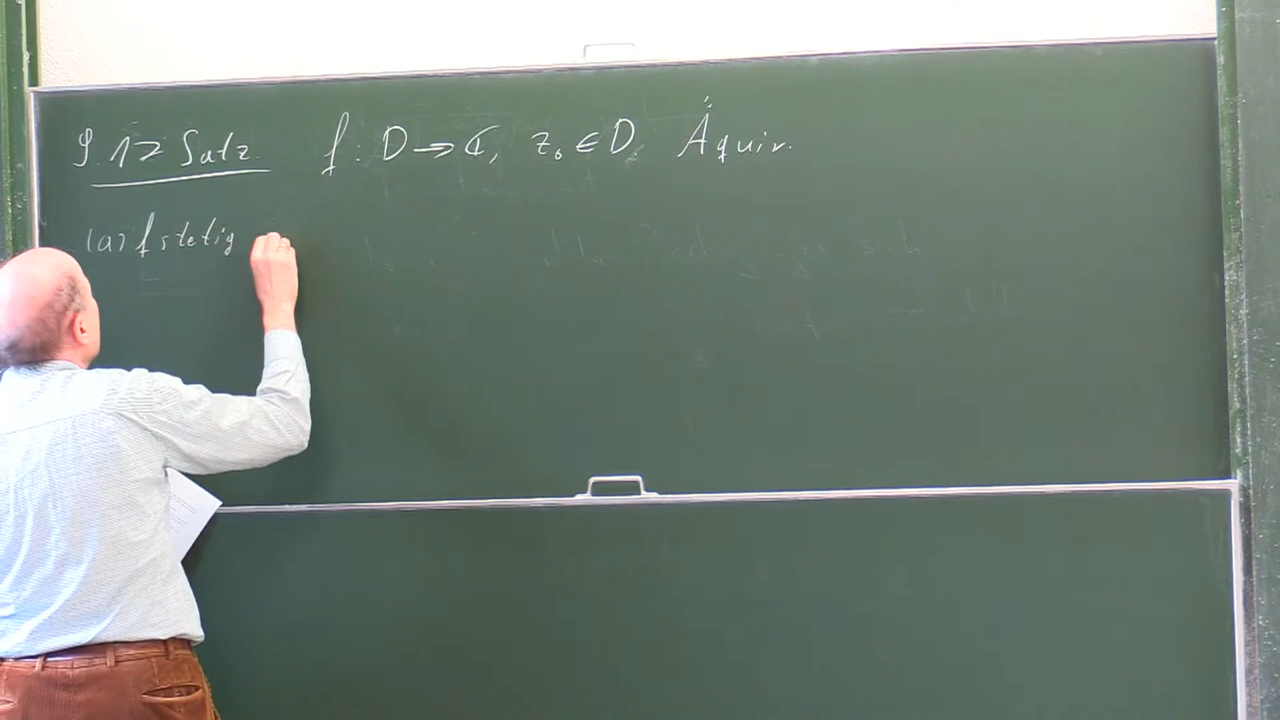 9.12 Satz. f: D → ℂ, z₀ ∈ D. Äquiv.
(a) f stetig